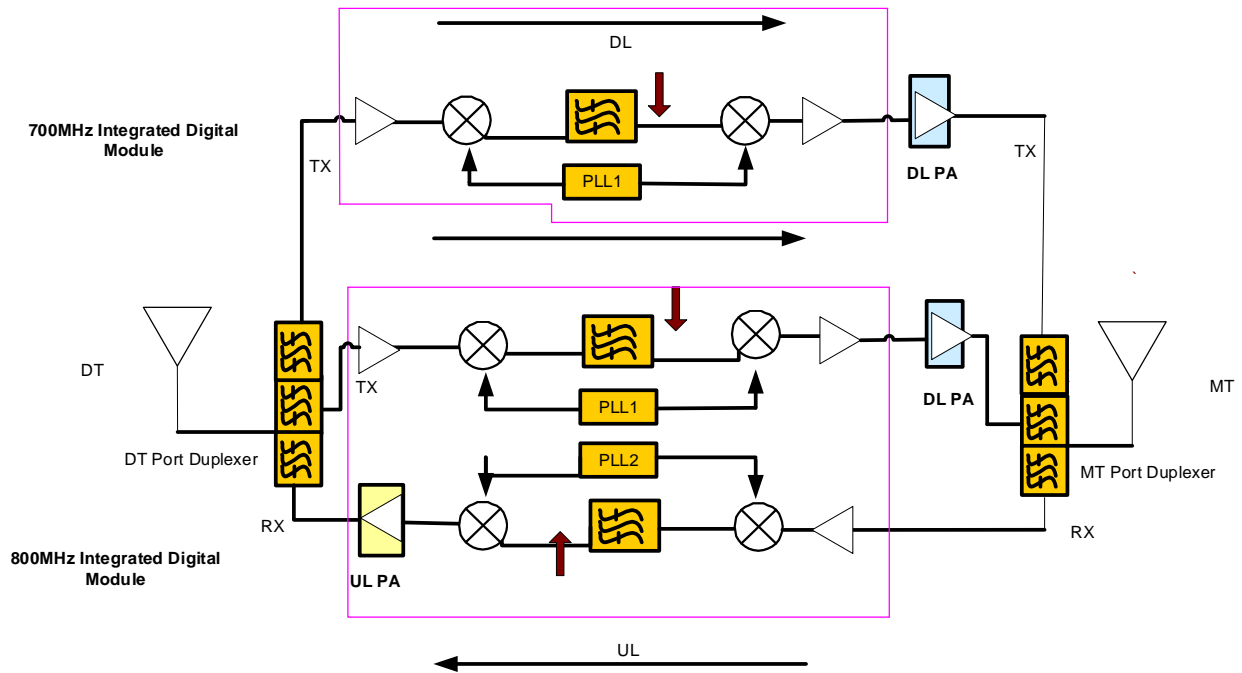 DL
700MHz Integrated Digital
Module
TX
PLL1
DL PA
TX
DT
TX
PLL1
DL PA
MT
DT Port Duplexer
PLL2
MT Port Duplexer
RX
RX
800MHz Integrated Digital
Module
UL PA
UL